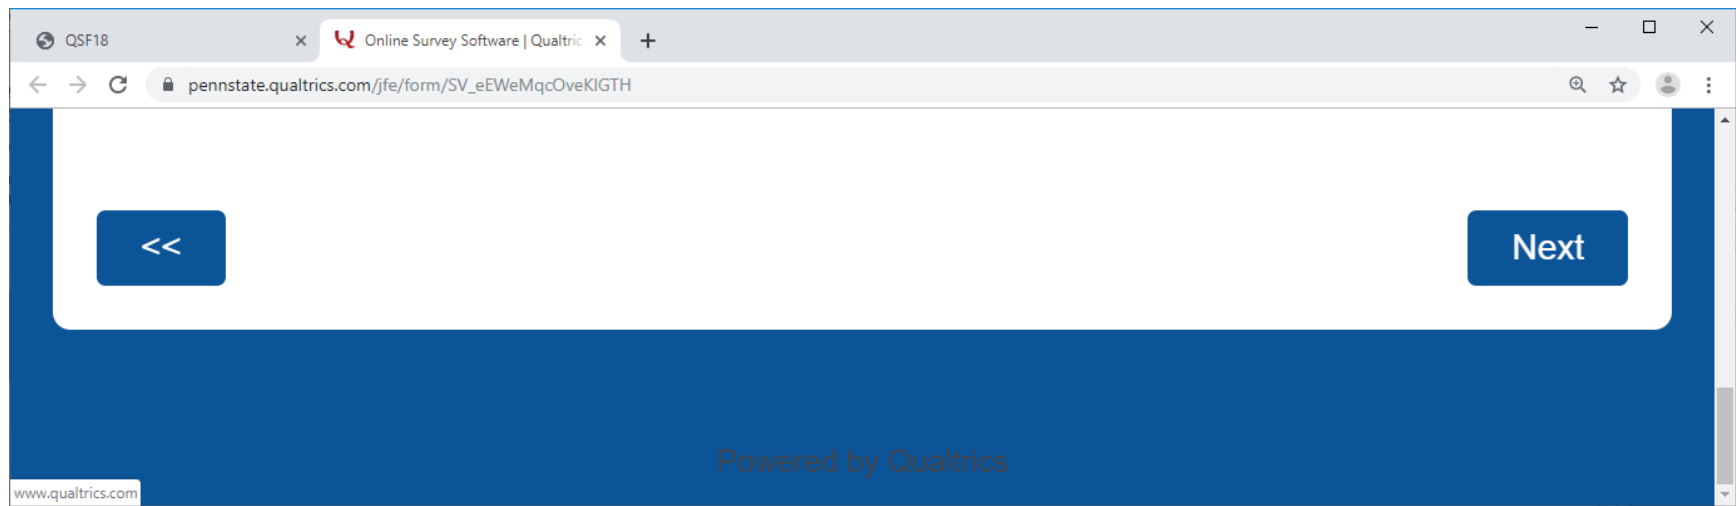 QSF18
Online Survey Software | Qualtric
pennstate.qualtrics.com/jfe/form/SV_eEWeMqcOveKIGTH
<<
Next
Powered by Qualtrics
www.qualtrics.com